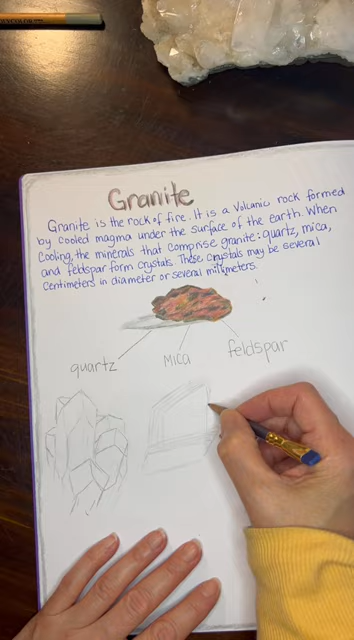 Granite
Granite is the rock of fire. It is a Volcanic rock formed
by cooled magma under the surface of the earth. When
Cooling, the minerals that comprise granite: quartz, mica,
and feldspar form crystals. These crystals may be several
centimeters in diameter or several millimeters.
quartz
Mica
feldspar